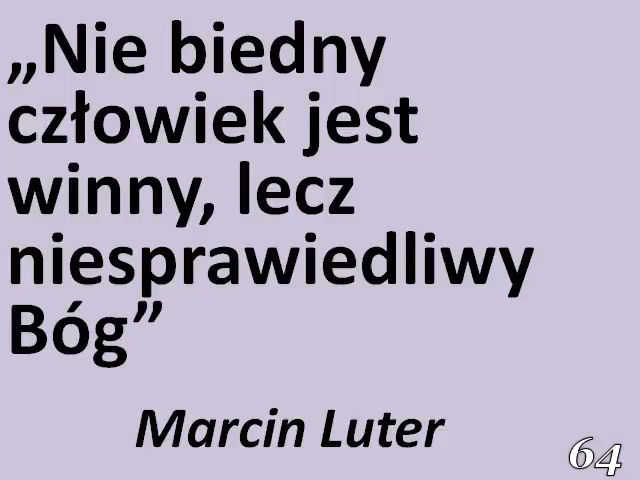 „Nie biedny
człowiek jest
winny, lecz
niesprawiedliwy
Bóg”
Marcin Luter
64